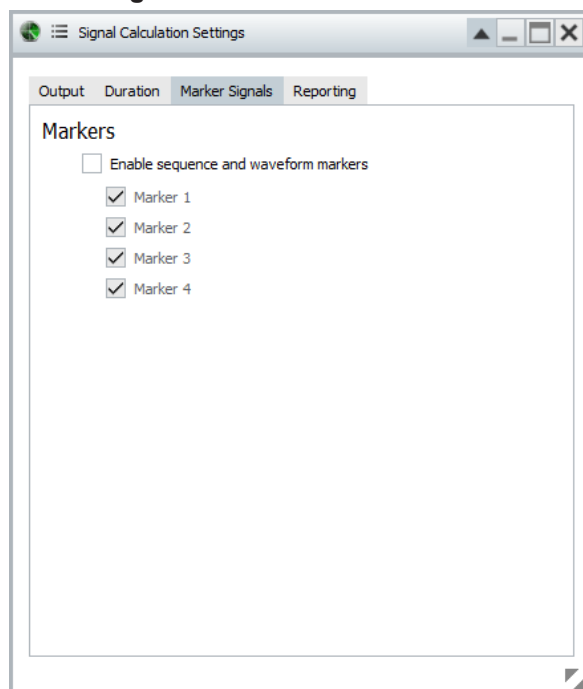 Signal Calculation Settings
Output Duration Marker Signals Reporting
Markers
Enable sequence and waveform markers
Marker 1
Marker 2
Marker 3
Marker 4